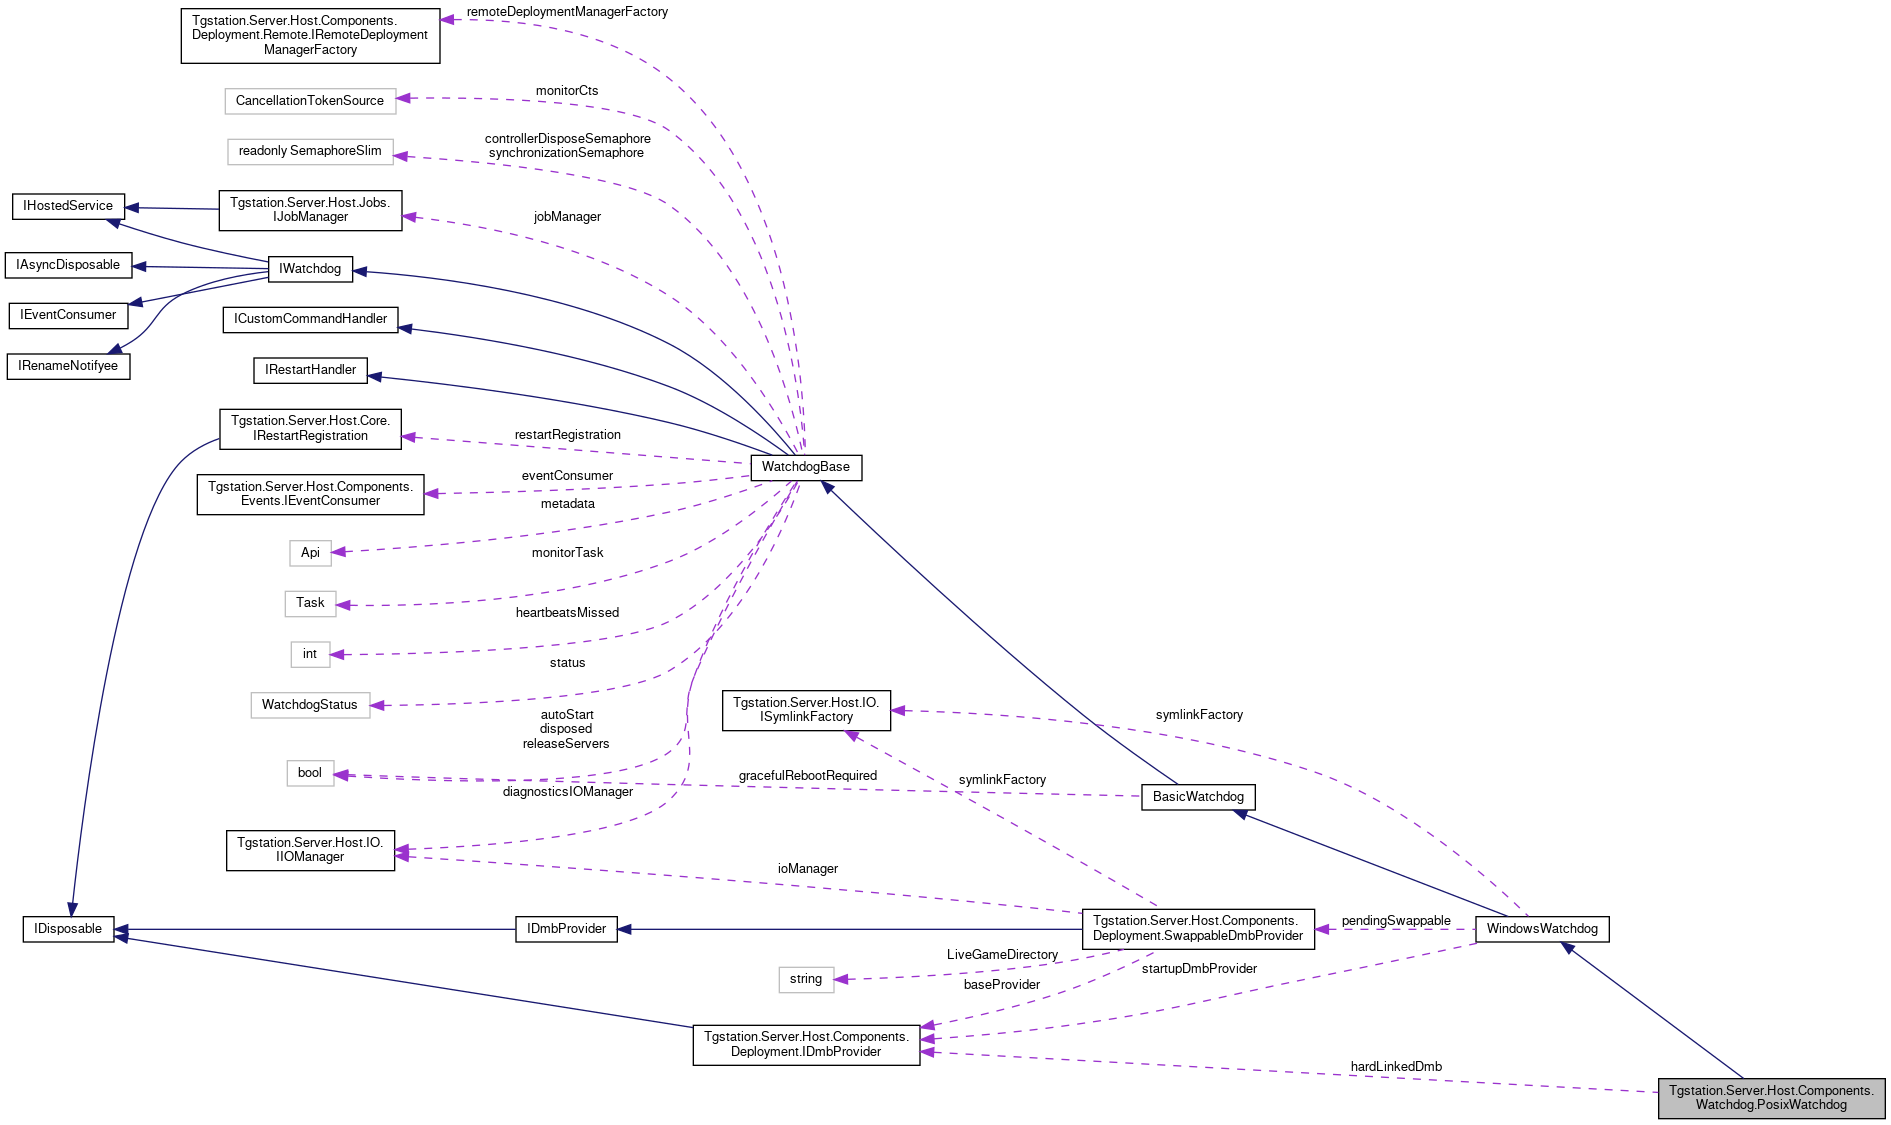 Tgstation.Server.Host.Components.
Deployment.Remote.IRemoteDeployment
ManagerFactory
remoteDeploymentManagerFactory
CancellationTokenSource
monitorCts
readonly SemaphoreSlim
controllerDisposeSemaphore
synchronizationSemaphore
IHostedService
Tgstation.Server.Host.Jobs.
IJobManager
jobManager
IAsyncDisposable
IWatchdog
IEventConsumer
ICustomCommandHandler
IRenameNotifyee
IRestartHandler
Tgstation.Server.Host.Core.
IRestartRegistration
restartRegistration
WatchdogBase
Tgstation.Server.Host.Components.
Events.IEventConsumer
eventConsumer
metadata
Api
monitorTask
Task
heartbeatsMissed
int
status
WatchdogStatus
Tgstation.Server.Host.IO.
ISymlinkFactory
symlinkFactory
autoStart
disposed
releaseServers
bool
gracefulRebootRequired
symlinkFactory
diagnosticsIOManager
BasicWatchdog
Tgstation.Server.Host.IO.
IIOManager
ioManager
IDisposable
IDmbProvider
Tgstation.Server.Host.Components.
Deployment.SwappableDmbProvider
pendingSwappable
WindowsWatchdog
LiveGameDirectory
string
baseProvider
startupDmbProvider
Tgstation.Server.Host.Components.
Deployment.IDmbProvider
hardLinkedDmb
Tgstation.Server.Host.Components.
Watchdog.PosixWatchdog